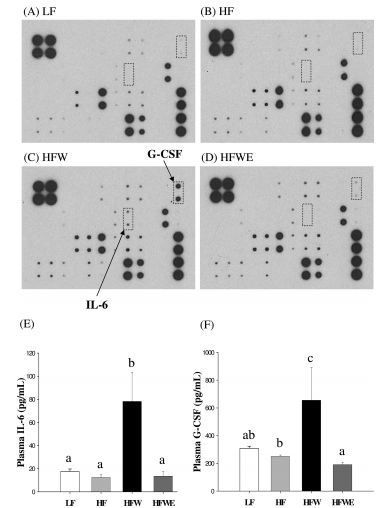 (A) LF
(B) HF
(C) HFW
G-CSF
(D) HFWE
IL-6
(E)
(F)
Plasma IL-6 (pg/mL)
120
100
80
60
40
20
0
a
a
b
a
LF
HF
HFW
HFWE
Plasma G-CSF (pg/mL)
1000
800
600
400
200
0
ab
b
c
a
LF
HF
HFW
HFWE